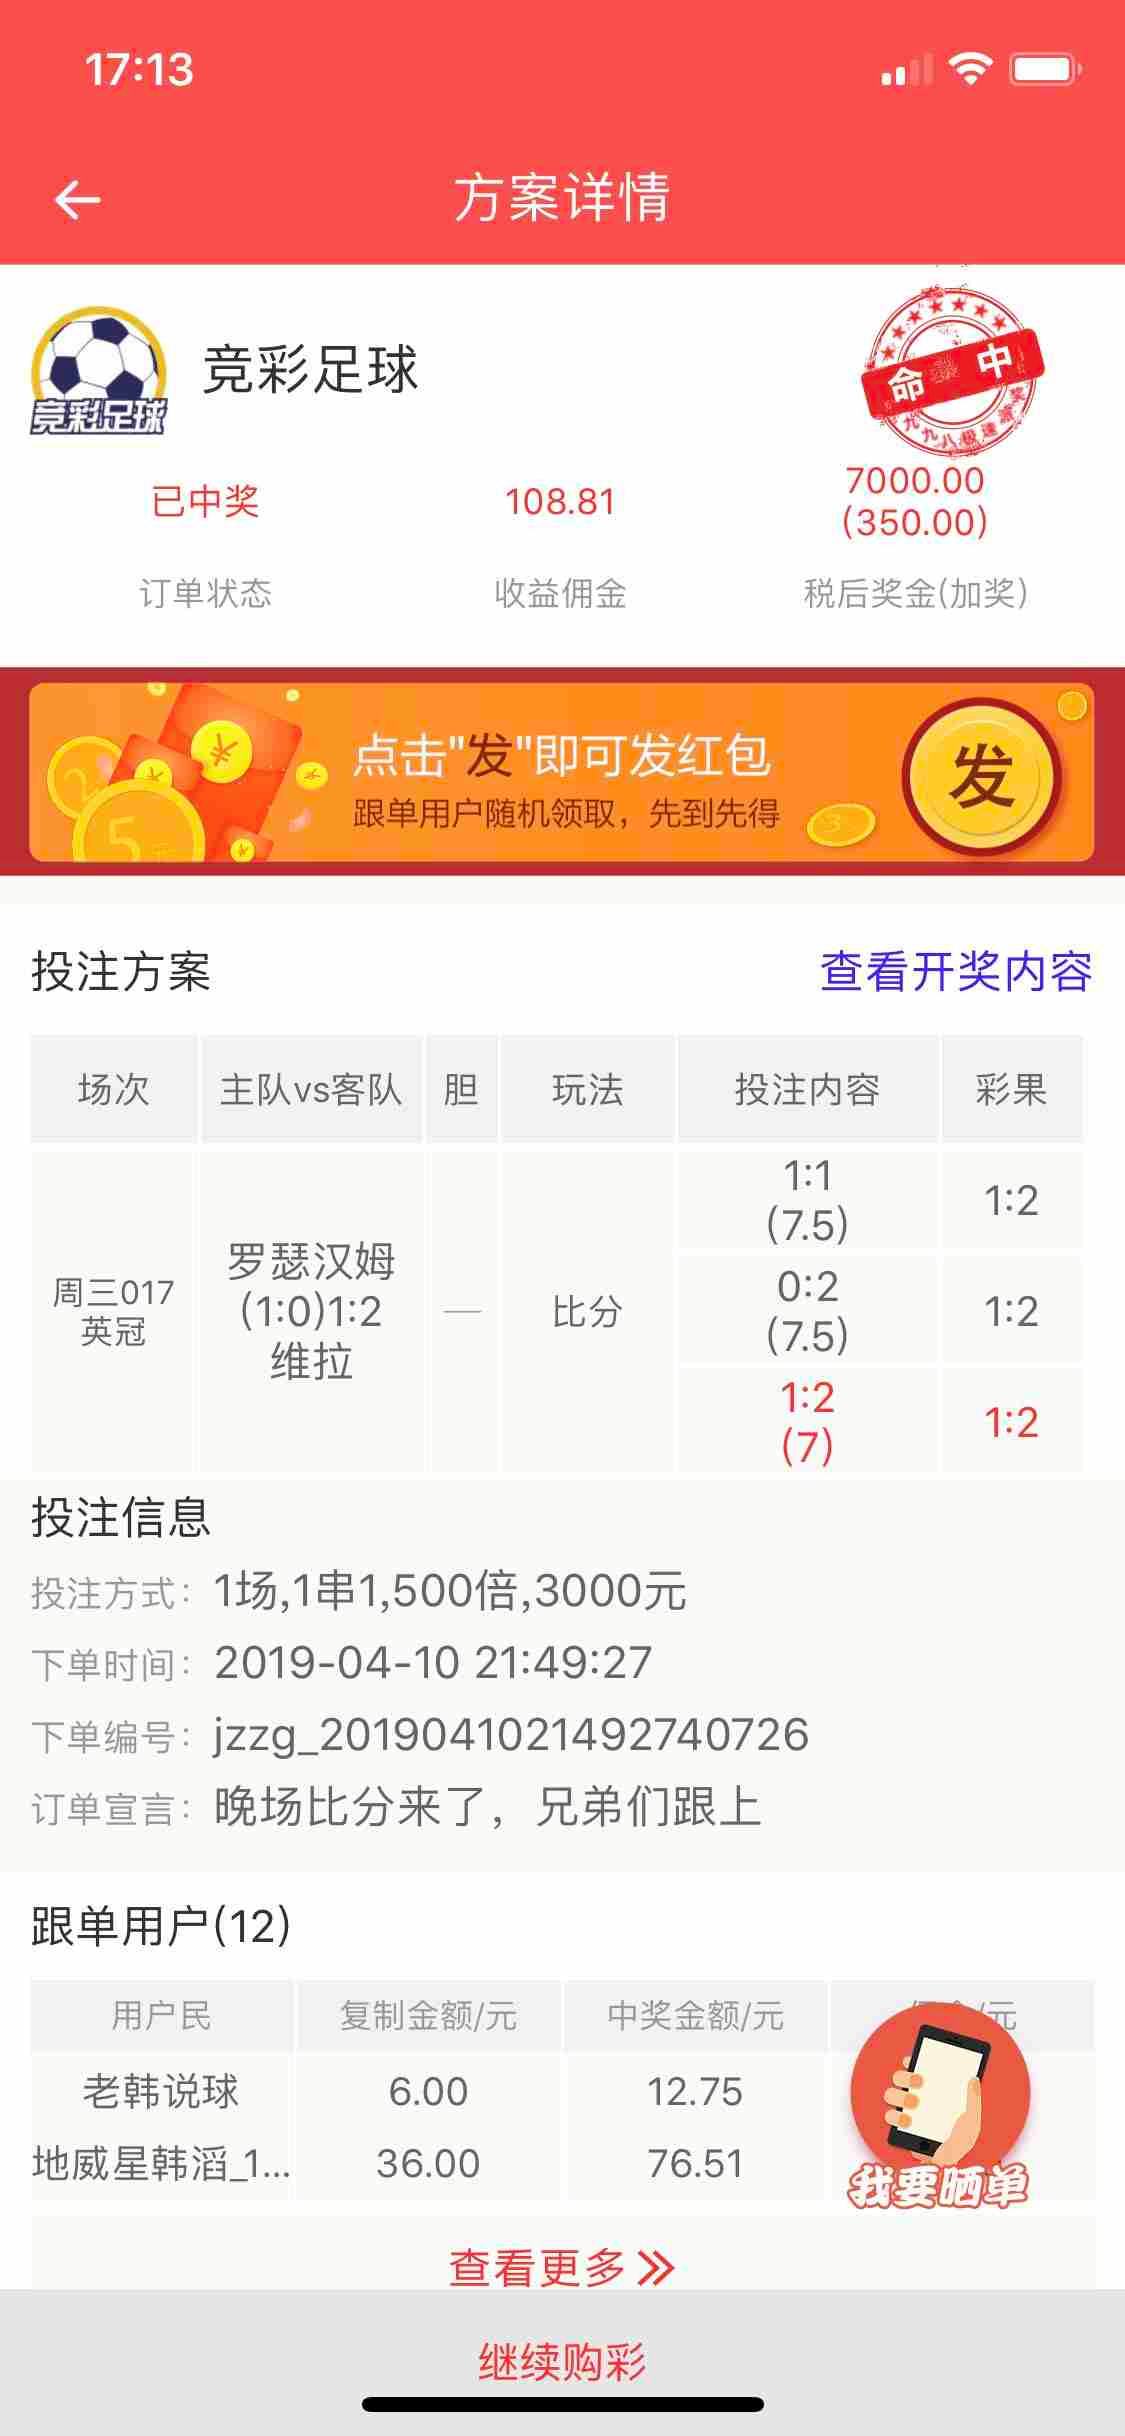 17:13
方案详情
竞彩足球
竞彩足球
命 中
九九八极速派奖
已中奖
108.81
7000.00
(350.00)
订单状态
收益佣金
税后奖金(加奖)
点击"发"即可发红包
跟单用户随机领取，先到先得
发
投注方案
查看开奖内容
场次 主队vs客队 胆 玩法 投注内容 彩果
周三017
英冠
罗瑟汉姆
(1:0)1:2
维拉
—
比分
1:1
(7.5)
1:2
0:2
(7.5)
1:2
1:2
(7)
1:2
投注信息
投注方式: 1场,1串1,500倍,3000元
下单时间: 2019-04-10 21:49:27
下单编号: jzzg_2019041021492740726
订单宣言: 晚场比分来了，兄弟们跟上
跟单用户(12)
用户民 复制金额/元 中奖金额/元 /元
老韩说球 6.00 12.75
地威星韩滔_1... 36.00 76.51
我要晒单
查看更多
继续购彩